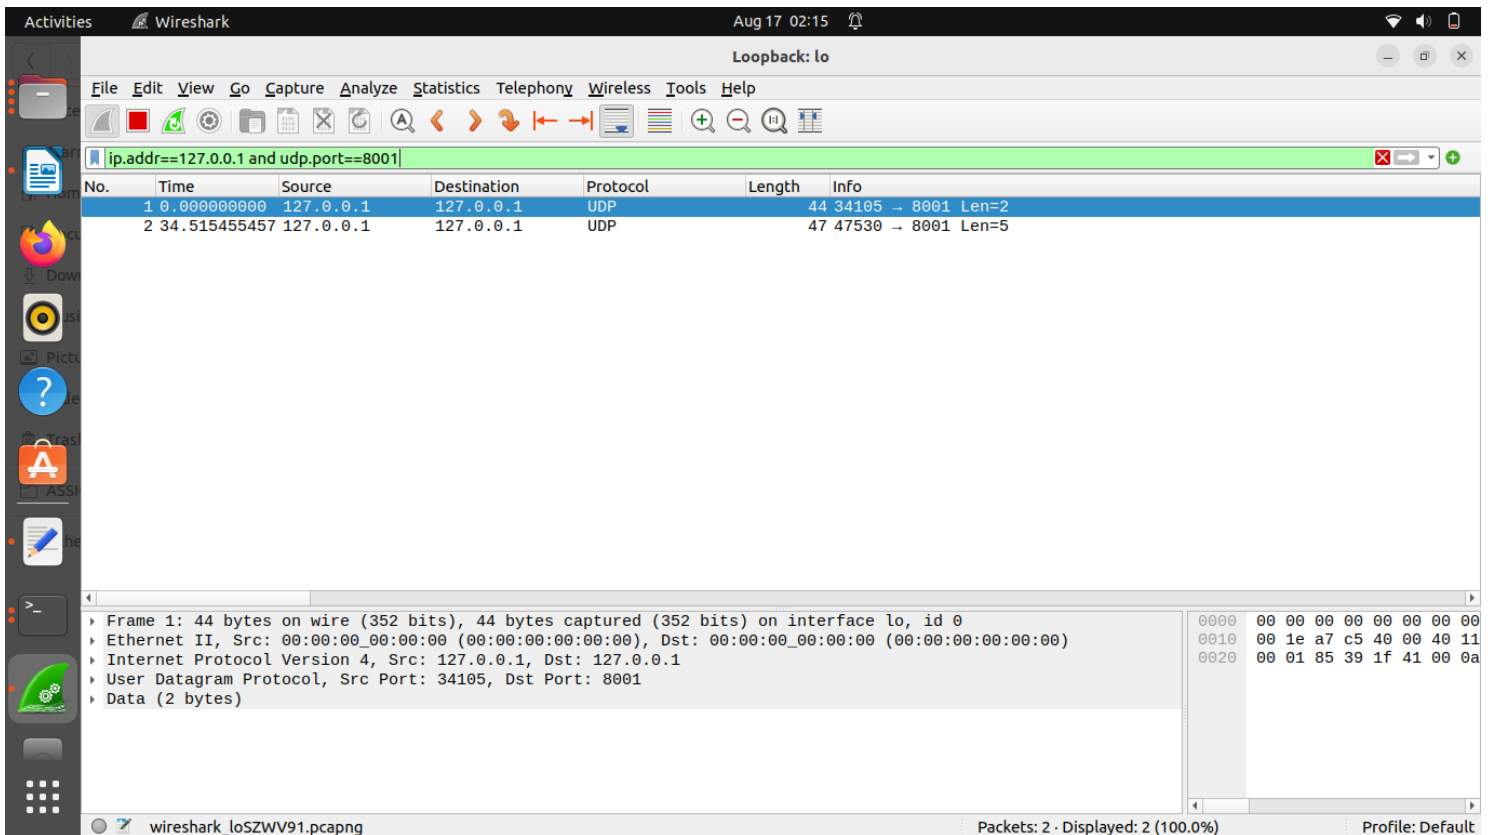 Activities Wireshark Aug 17 02:15
Loopback: lo
File Edit View Go Capture Analyze Statistics Telephony Wireless Tools Help
ip.addr==127.0.0.1 and udp.port==8001
No. Time Source Destination Protocol Length Info
1 0.000000000 127.0.0.1 127.0.0.1 UDP 44 34105 → 8001 Len=2
2 34.515455457 127.0.0.1 127.0.0.1 UDP 47 47530 → 8001 Len=5
Frame 1: 44 bytes on wire (352 bits), 44 bytes captured (352 bits) on interface lo, id 0
Ethernet II, Src: 00:00:00_00:00:00 (00:00:00:00:00:00), Dst: 00:00:00_00:00:00 (00:00:00:00:00:00)
Internet Protocol Version 4, Src: 127.0.0.1, Dst: 127.0.0.1
User Datagram Protocol, Src Port: 34105, Dst Port: 8001
Data (2 bytes)
0000 00 00 00 00 00 00 00 00
0010 00 1e a7 c5 40 00 40 11
0020 00 01 85 39 1f 41 00 0a
wireshark_loSZWV91.pcapng Packets: 2 · Displayed: 2 (100.0%) Profile: Default